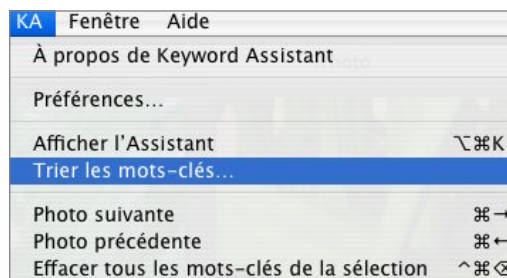 KA Fenêtre Aide
À propos de Keyword Assistant
Préférences...
Afficher l'Assistant ⌥⌘K
Trier les mots-clés...
Photo suivante ⌘→
Photo précédente ⌘←
Effacer tous les mots-clés de la sélection ^⌘⌫